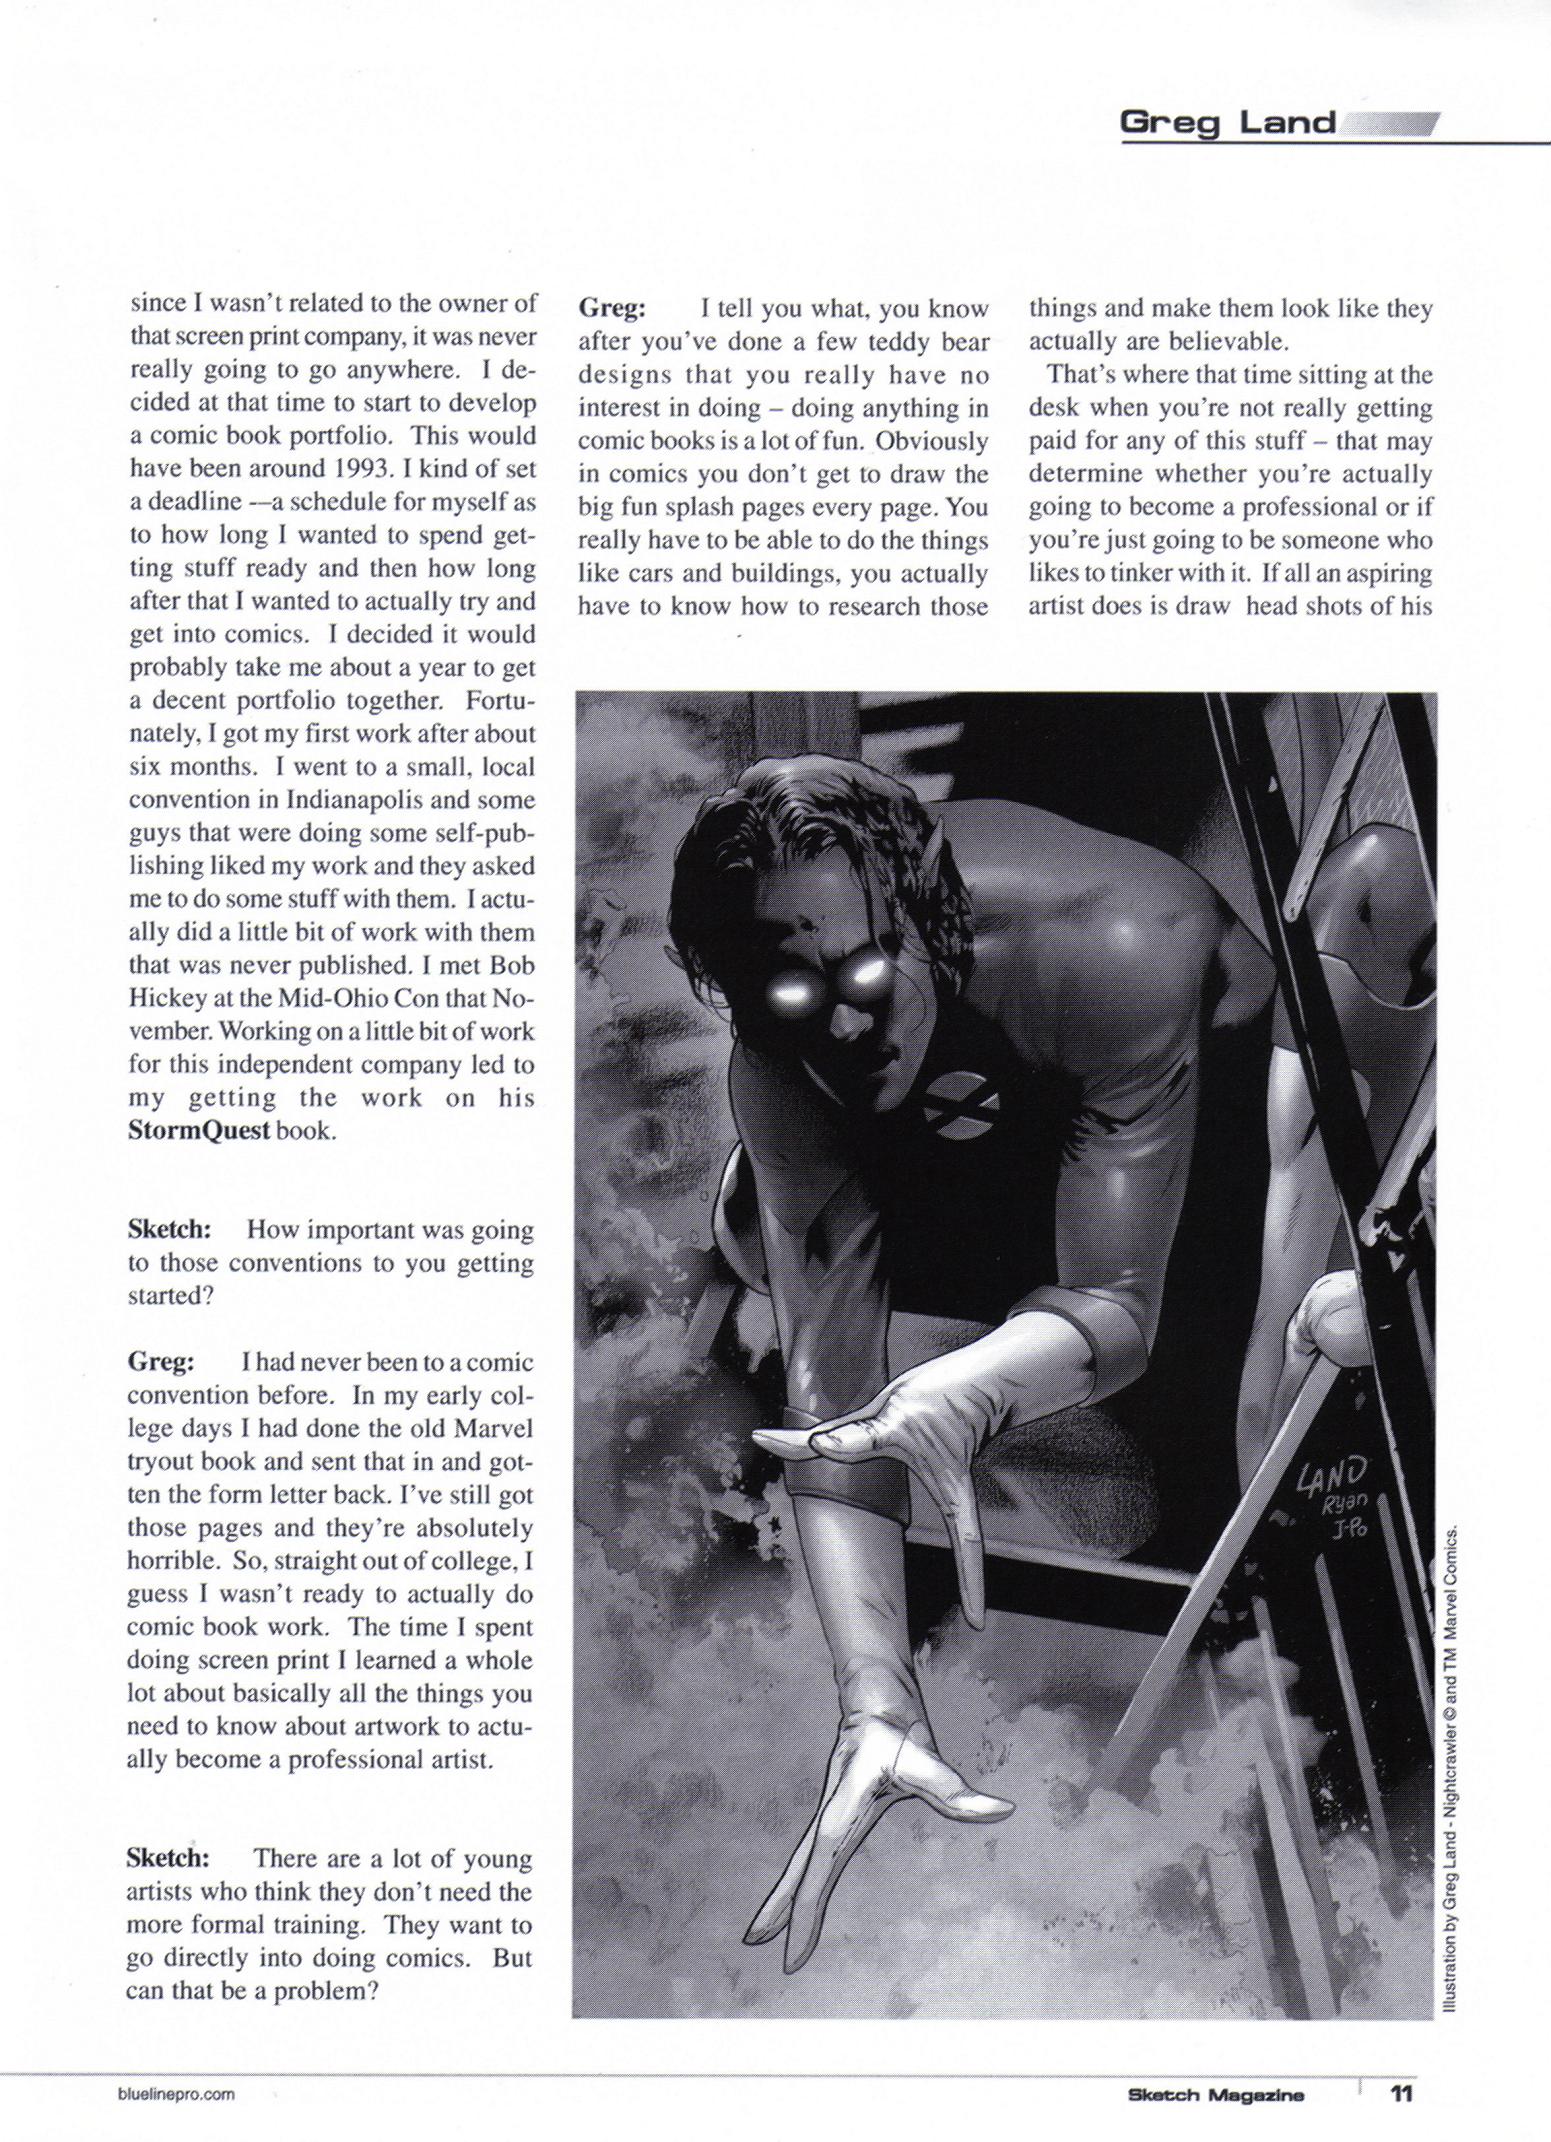 Greg Land
since I wasn't related to the owner of
that screen print company, it was never
really going to go anywhere. I de-
cided at that time to start to develop
a comic book portfolio. This would
have been around 1993. I kind of set
a deadline —a schedule for myself as
to how long I wanted to spend get-
ting stuff ready and then how long
after that I wanted to actually try and
get into comics. I decided it would
probably take me about a year to get
a decent portfolio together. Fortu-
nately, I got my first work after about
six months. I went to a small, local
convention in Indianapolis and some
guys that were doing some self-pub-
lishing liked my work and they asked
me to do some stuff with them. I actu-
ally did a little bit of work with them
that was never published. I met Bob
Hickey at the Mid-Ohio Con that No-
vember. Working on a little bit of work
for this independent company led to
my getting the work on his
StormQuest book.
Sketch: How important was going
to those conventions to you getting
started?
Greg: I had never been to a comic
convention before. In my early col-
lege days I had done the old Marvel
tryout book and sent that in and got-
ten the form letter back. I've still got
those pages and they're absolutely
horrible. So, straight out of college, I
guess I wasn't ready to actually do
comic book work. The time I spent
doing screen print I learned a whole
lot about basically all the things you
need to know about artwork to actu-
ally become a professional artist.
Sketch: There are a lot of young
artists who think they don't need the
more formal training. They want to
go directly into doing comics. But
can that be a problem?
Greg: I tell you what, you know
after you've done a few teddy bear
designs that you really have no
interest in doing – doing anything in
comic books is a lot of fun. Obviously
in comics you don't get to draw the
big fun splash pages every page. You
really have to be able to do the things
like cars and buildings, you actually
have to know how to research those
things and make them look like they
actually are believable.
That's where that time sitting at the
desk when you're not really getting
paid for any of this stuff – that may
determine whether you're actually
going to become a professional or if
you're just going to be someone who
likes to tinker with it. If all an aspiring
artist does is draw head shots of his
LAND
Ryan
J-Po
Illustration by Greg Land - Nightcrawler © and TM Marvel Comics.
bluelinepro.com
Sketch Magazine
11